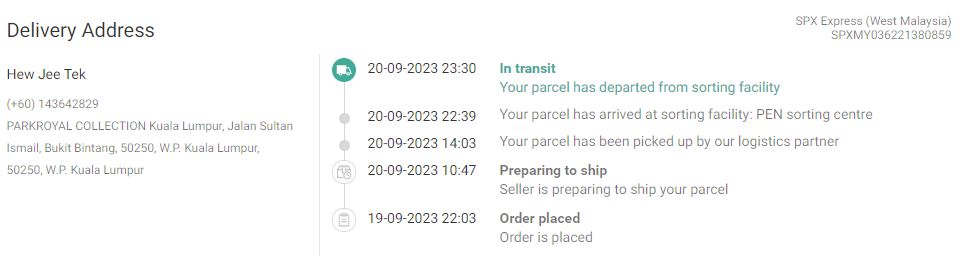 Delivery Address
SPX Express (West Malaysia)
SPXMY036221380859
Hew Jee Tek
(+60) 143642829
PARKROYAL COLLECTION Kuala Lumpur, Jalan Sultan
Ismail, Bukit Bintang, 50250, W.P. Kuala Lumpur,
50250, W.P. Kuala Lumpur
20-09-2023 23:30 In transit
Your parcel has departed from sorting facility
20-09-2023 22:39 Your parcel has arrived at sorting facility: PEN sorting centre
20-09-2023 14:03 Your parcel has been picked up by our logistics partner
20-09-2023 10:47 Preparing to ship
Seller is preparing to ship your parcel
19-09-2023 22:03 Order placed
Order is placed